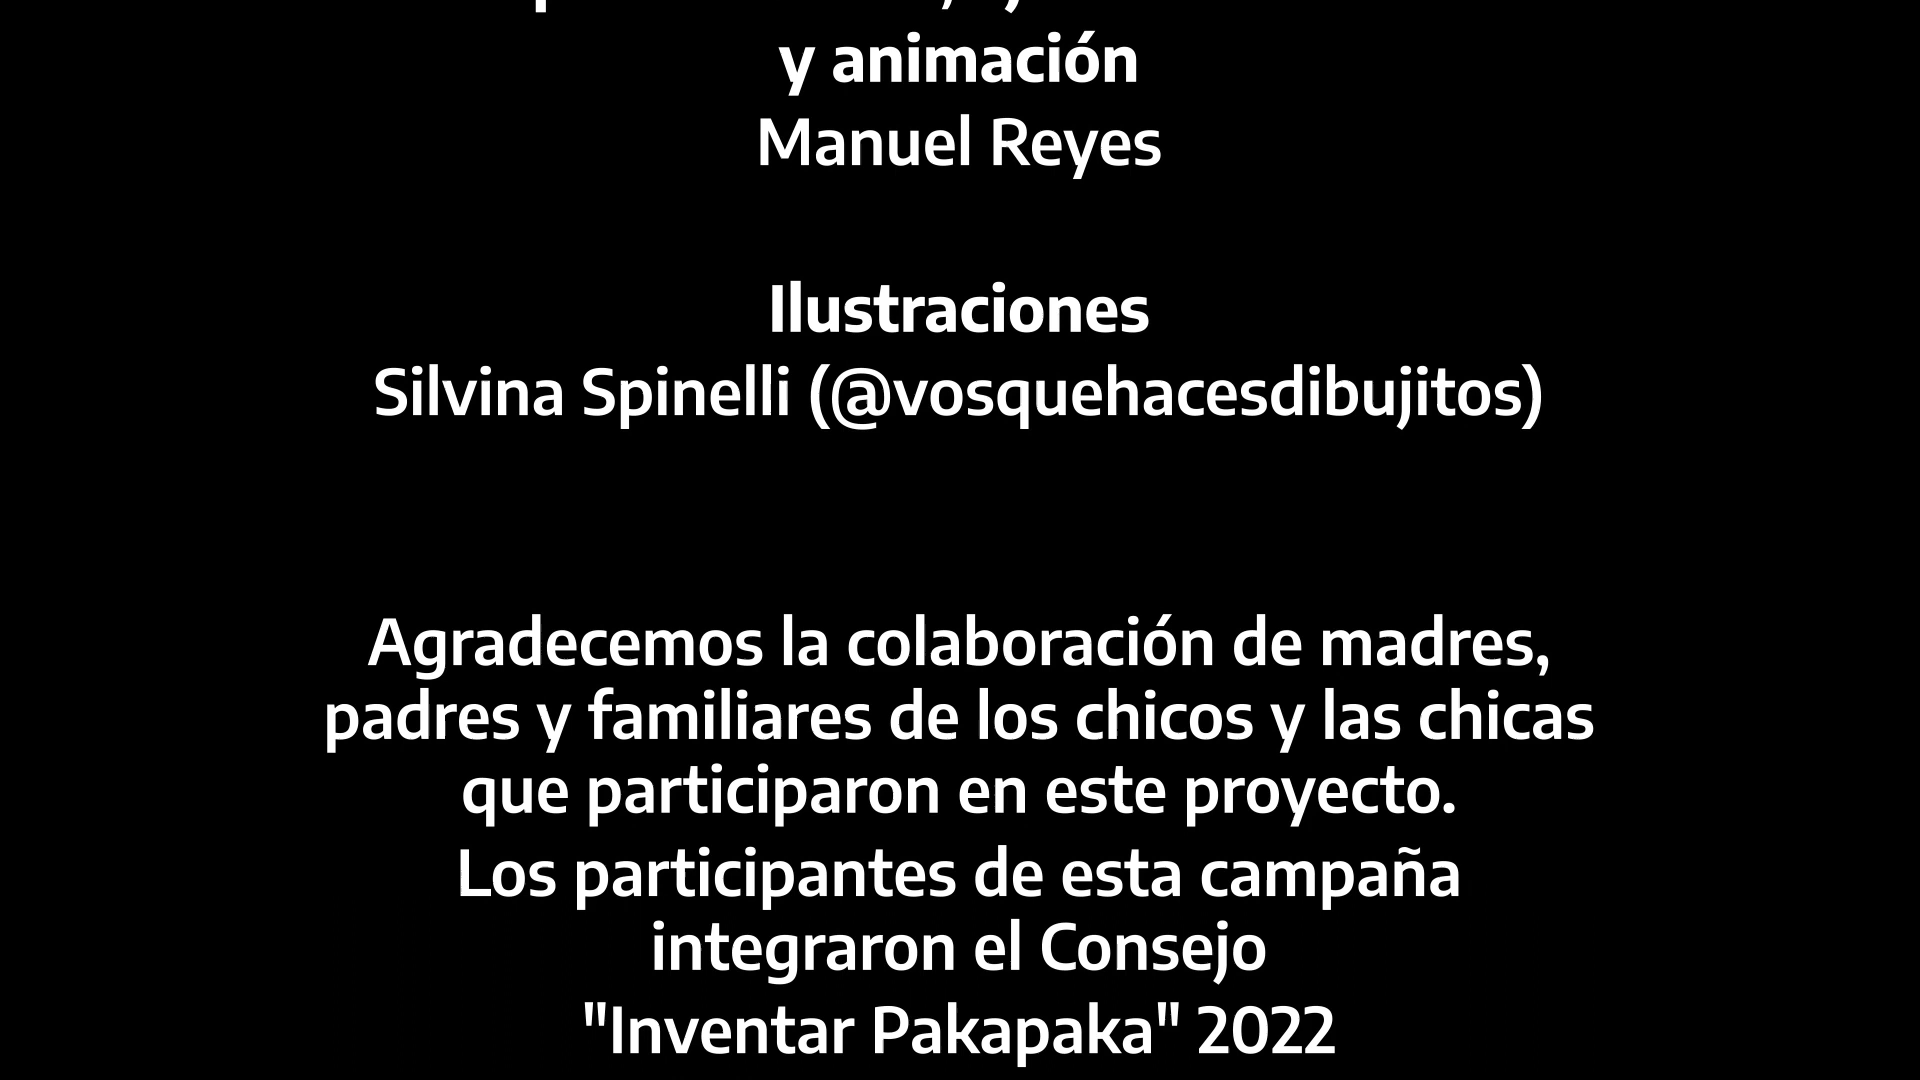 y animación
Manuel Reyes
Ilustraciones
Silvina Spinelli (@vosquehacesdibujitos)
Agradecemos la colaboración de madres,
padres y familiares de los chicos y las chicas
que participaron en este proyecto.
Los participantes de esta campaña
integraron el Consejo
"Inventar Pakapaka" 2022